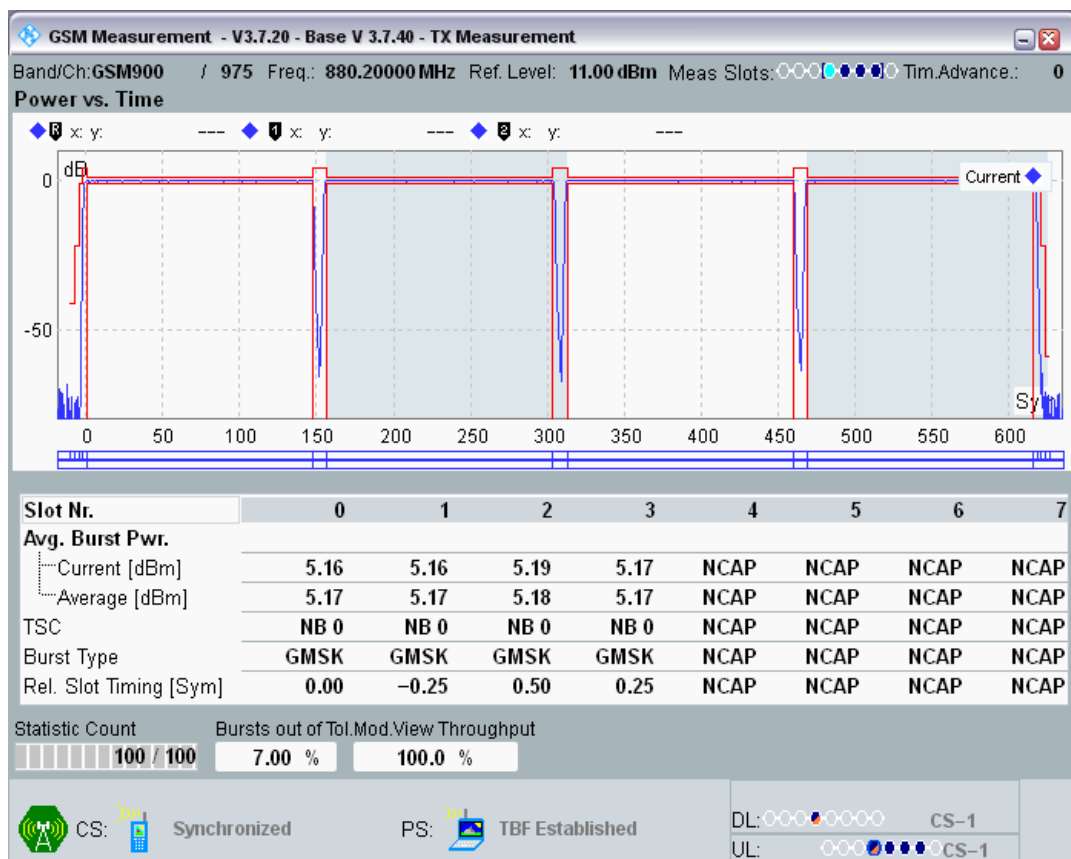 GSM Measurement - V3.7.20 - Base V 3.7.40 - TX Measurement
Band/Ch:GSM900 / 975 Freq.: 880.20000 MHz Ref. Level: 11.00 dBm Meas Slots: Tim.Advance.: 0
Power vs. Time
R x: y: --- 1 x: y: --- 2 x: y: ---
dB
0 Current
-50
0 50 100 150 200 250 300 350 400 450 500 550 600
Slot Nr. 0 1 2 3 4 5 6 7
Avg. Burst Pwr.
Current [dBm] 5.16 5.16 5.19 5.17 NCAP NCAP NCAP NCAP
Average [dBm] 5.17 5.17 5.18 5.17 NCAP NCAP NCAP NCAP
TSC NB 0 NB 0 NB 0 NB 0 NCAP NCAP NCAP NCAP
Burst Type GMSK GMSK GMSK GMSK NCAP NCAP NCAP NCAP
Rel. Slot Timing [Sym] 0.00 −0.25 0.50 0.25 NCAP NCAP NCAP NCAP
Statistic Count Bursts out of Tol.Mod.View Throughput
100 / 100 7.00 % 100.0 %
CS: Synchronized PS: TBF Established DL: CS−1
UL: CS−1